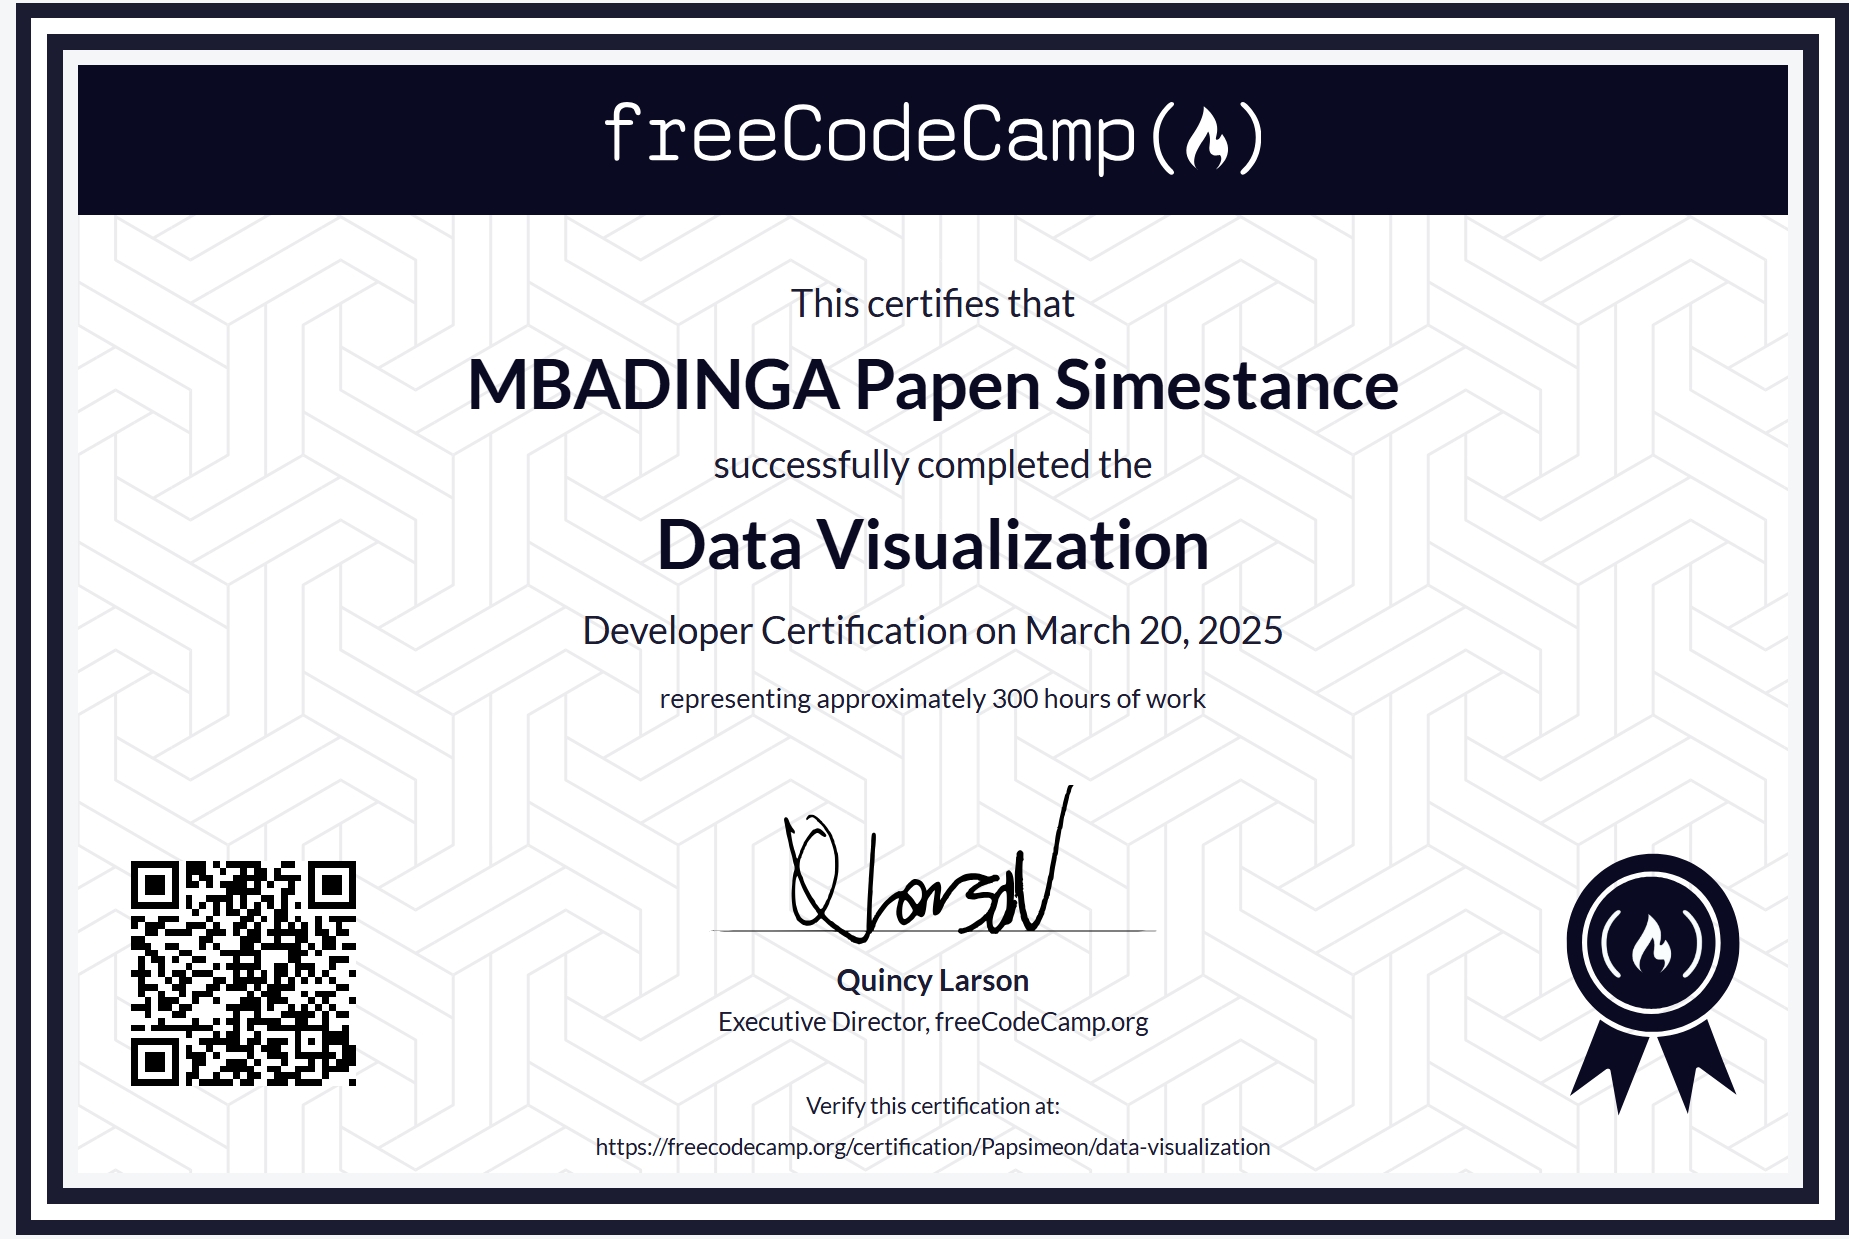 freeCodeCamp
This certifies that
MBADINGA Papen Simestance
successfully completed the
Data Visualization
Developer Certification on March 20, 2025
representing approximately 300 hours of work
Quincy Larson
Executive Director, freeCodeCamp.org
Verify this certification at:
https://freecodecamp.org/certification/Papsimeon/data-visualization